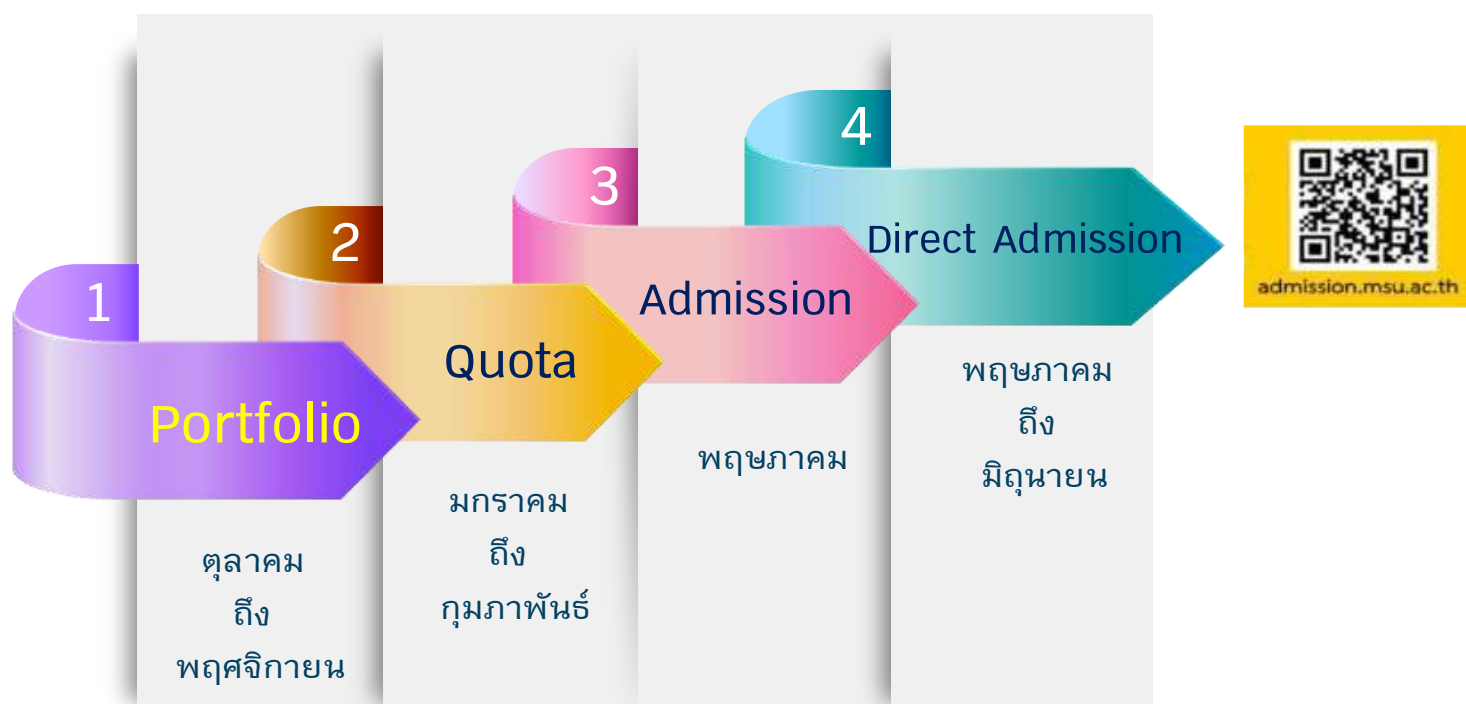 1
Portfolio
ตุลาคม
ถึง
พฤศจิกายน
2
Quota
มกราคม
ถึง
กุมภาพันธ์
3
Admission
พฤษภาคม
4
Direct Admission
พฤษภาคม
ถึง
มิถุนายน
admission.msu.ac.th